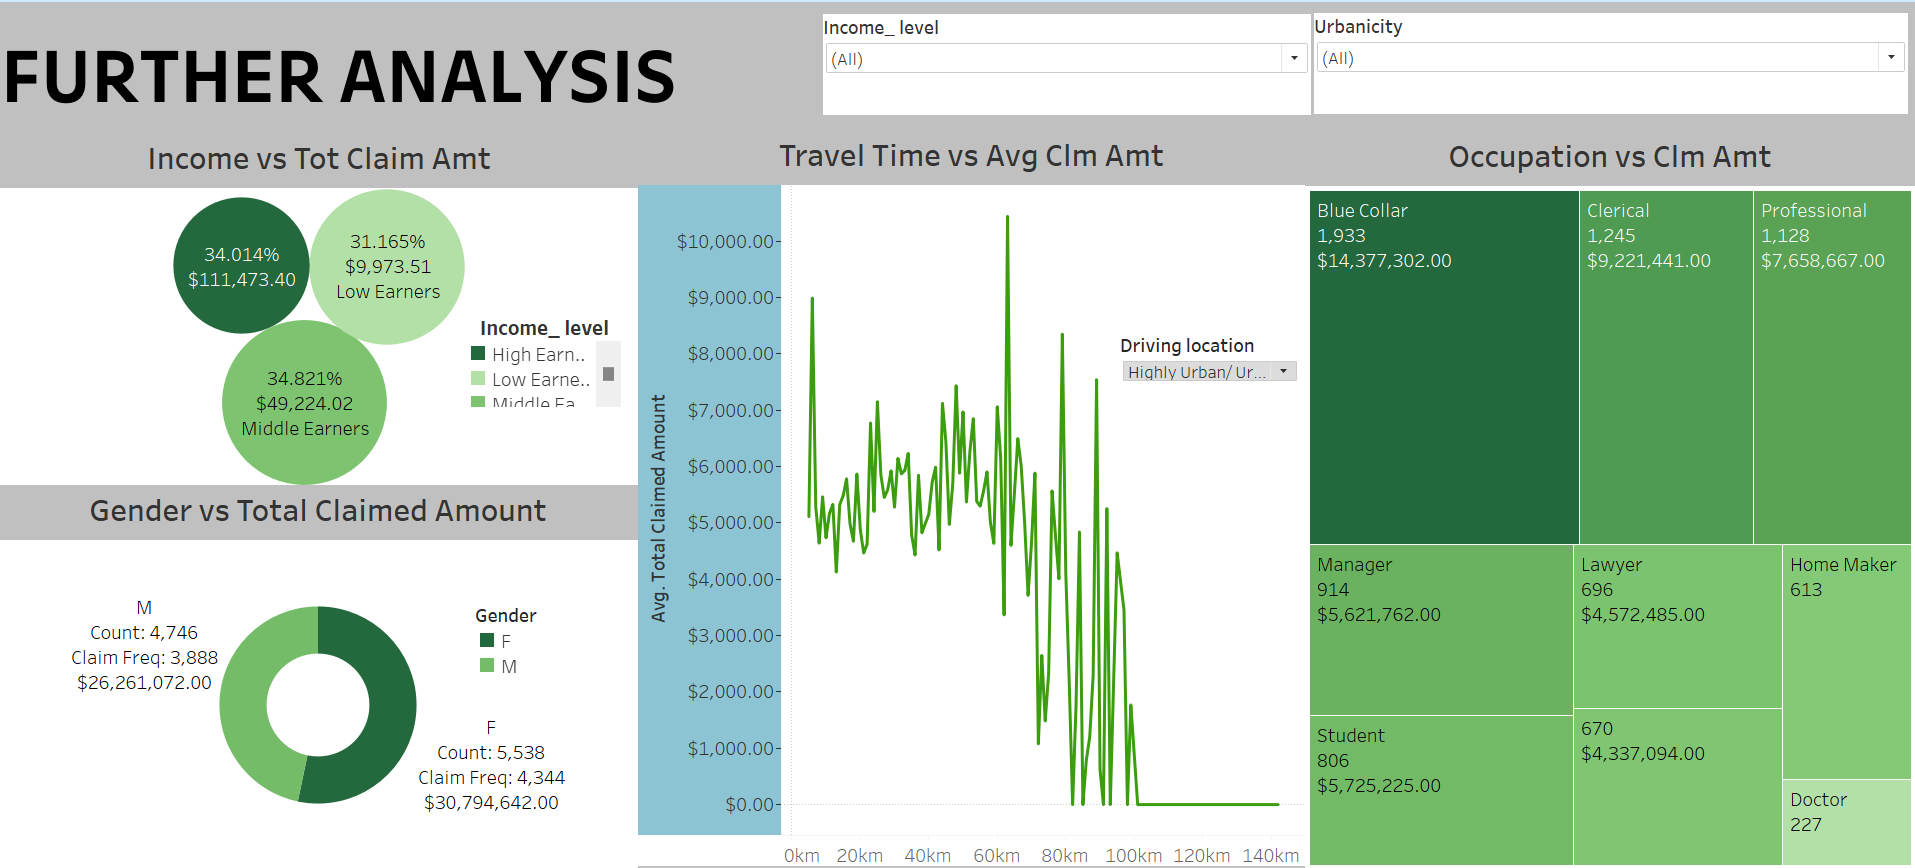 FURTHER ANALYSIS
Income_ level
(All)
Urbanicity
(All)
Income vs Tot Claim Amt
34.014%
$111,473.40
31.165%
$9,973.51
Low Earners
34.821%
$49,224.02
Middle Earners
Income_ level
High Earn..
Low Earne..
Middle Ea
Gender vs Total Claimed Amount
M
Count: 4,746
Claim Freq: 3,888
$26,261,072.00
Gender
F
M
F
Count: 5,538
Claim Freq: 4,344
$30,794,642.00
Travel Time vs Avg Clm Amt
Avg. Total Claimed Amount
$10,000.00
$9,000.00
$8,000.00
$7,000.00
$6,000.00
$5,000.00
$4,000.00
$3,000.00
$2,000.00
$1,000.00
$0.00
Driving location
Highly Urban/ Ur...
0km 20km 40km 60km 80km 100km 120km 140km
Occupation vs Clm Amt
Blue Collar
1,933
$14,377,302.00
Clerical
1,245
$9,221,441.00
Professional
1,128
$7,658,667.00
Manager
914
$5,621,762.00
Lawyer
696
$4,572,485.00
Home Maker
613
Student
806
$5,725,225.00
670
$4,337,094.00
Doctor
227